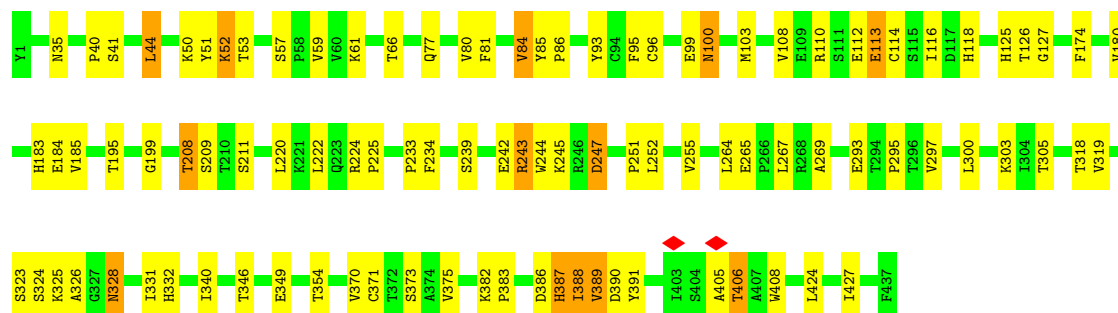 Y1 N35 P40 S41 L44 K50 Y51 K52 T53 S57 P58 V59 V60 K61 T66 Q77 V80 F81 V84 Y85 P86 Y93 C94 F95 C96 E99 N100 M103 V108 E109 R110 S111 E112 E113 C114 S115 I116 D117 H118 H125 T126 G127 F174 V180
H183 E184 V185 T195 G199 T208 S209 T210 S211 L220 K221 L222 Q223 R224 P225 P233 F234 S239 E242 R243 W244 K245 R246 D247 P251 L252 V255 L264 E265 P266 L267 R268 A269 E293 T294 P295 T296 V297 L300 K303 I304 T305 T318 V319
S323 S324 K325 A326 G327 N328 I331 H332 I340 T346 E349 T354 V370 C371 T372 S373 A374 V375 K382 P383 D386 H387 I388 V389 D390 Y391 I403 S404 A405 T406 A407 W408 L424 I427 F437